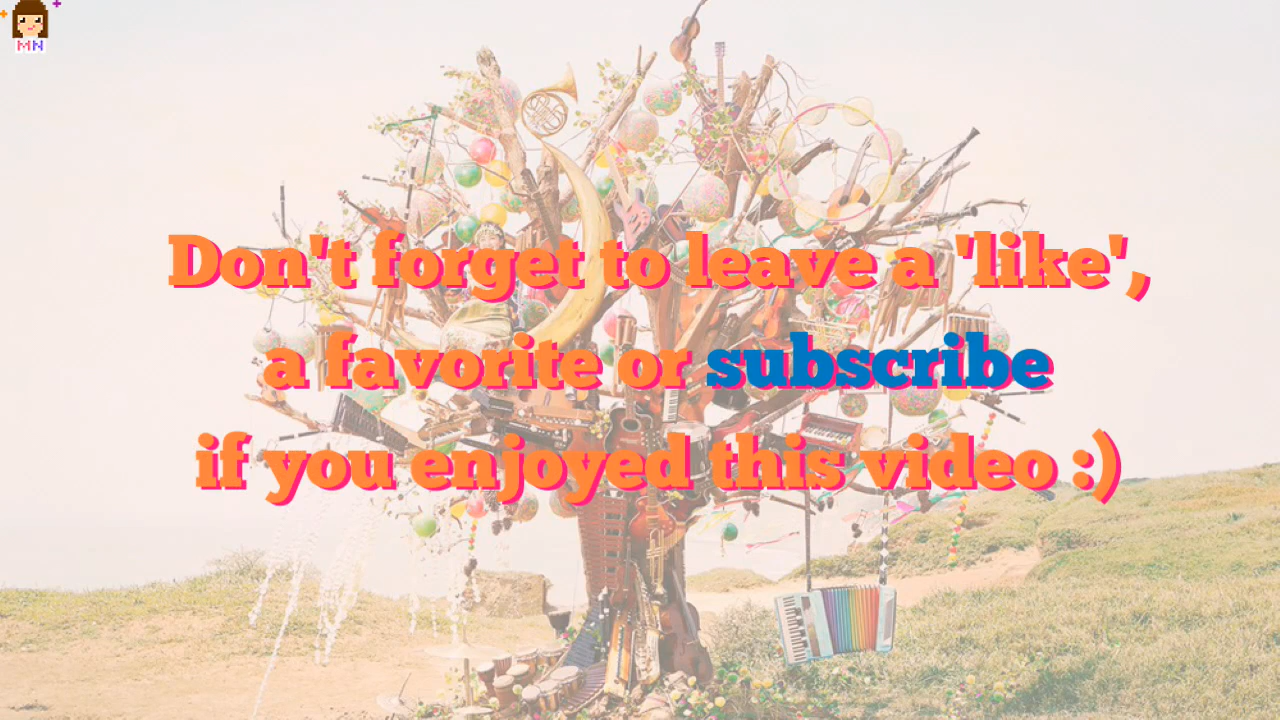 MN
Don't forget to leave a 'like',
a favorite or subscribe
if you enjoyed this video :)